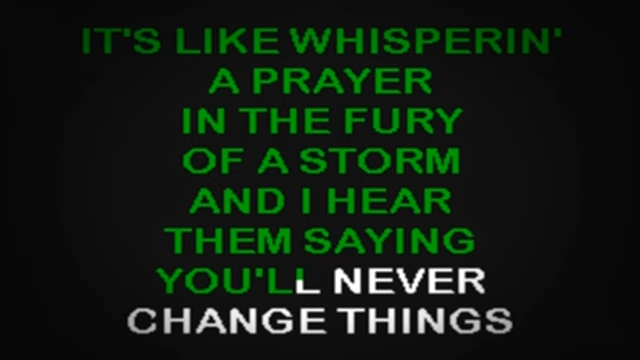 IT'S LIKE WHISPERIN'
A PRAYER
IN THE FURY
OF A STORM
AND I HEAR
THEM SAYING
YOU'LL NEVER
CHANGE THINGS